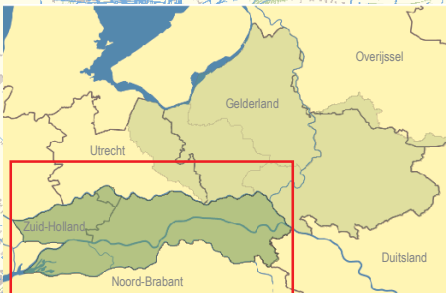 Overijssel
Gelderland
Utrecht
Zuid-Holland
Duitsland
Noord-Brabant